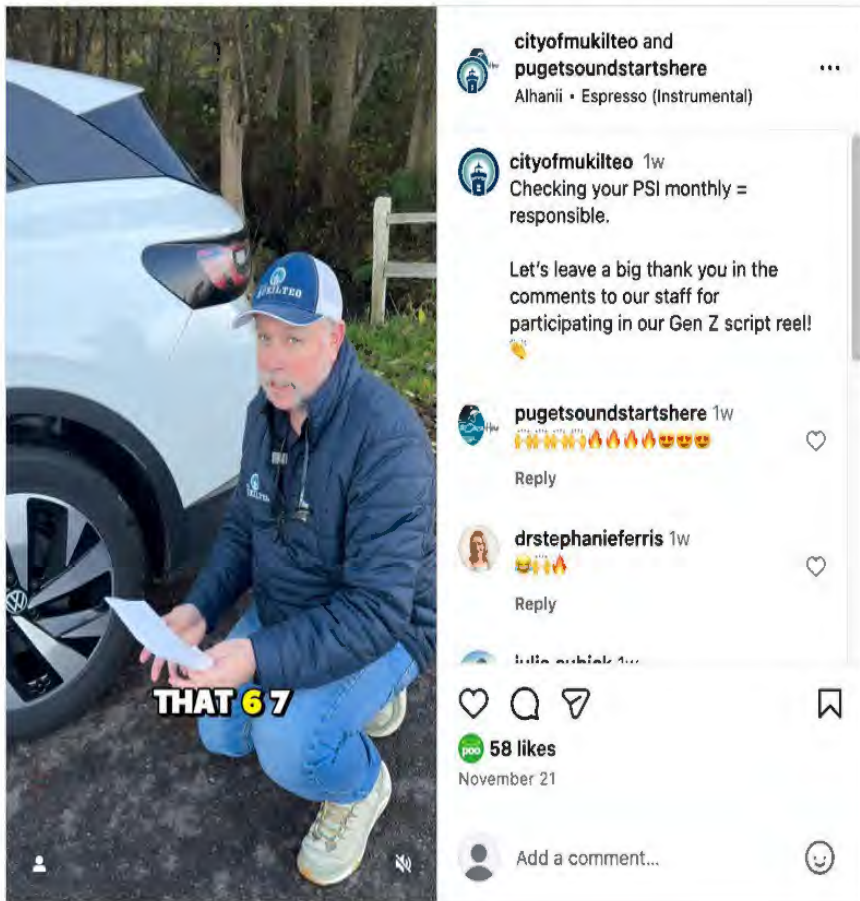 MUKILTEO
THAT 6 7
cityofmukilteo and
pugetsoundstartshere
Alhanii • Espresso (Instrumental)
cityofmukilteo 1w
Checking your PSI monthly =
responsible.
Let's leave a big thank you in the
comments to our staff for
participating in our Gen Z script reel!
👏
pugetsoundstartshere 1w
🙌🙌🙌🙌🔥🔥🔥🔥😍😍😍
Reply
drstephanieferris 1w
😂🙌🔥
Reply
58 likes
November 21
Add a comment...